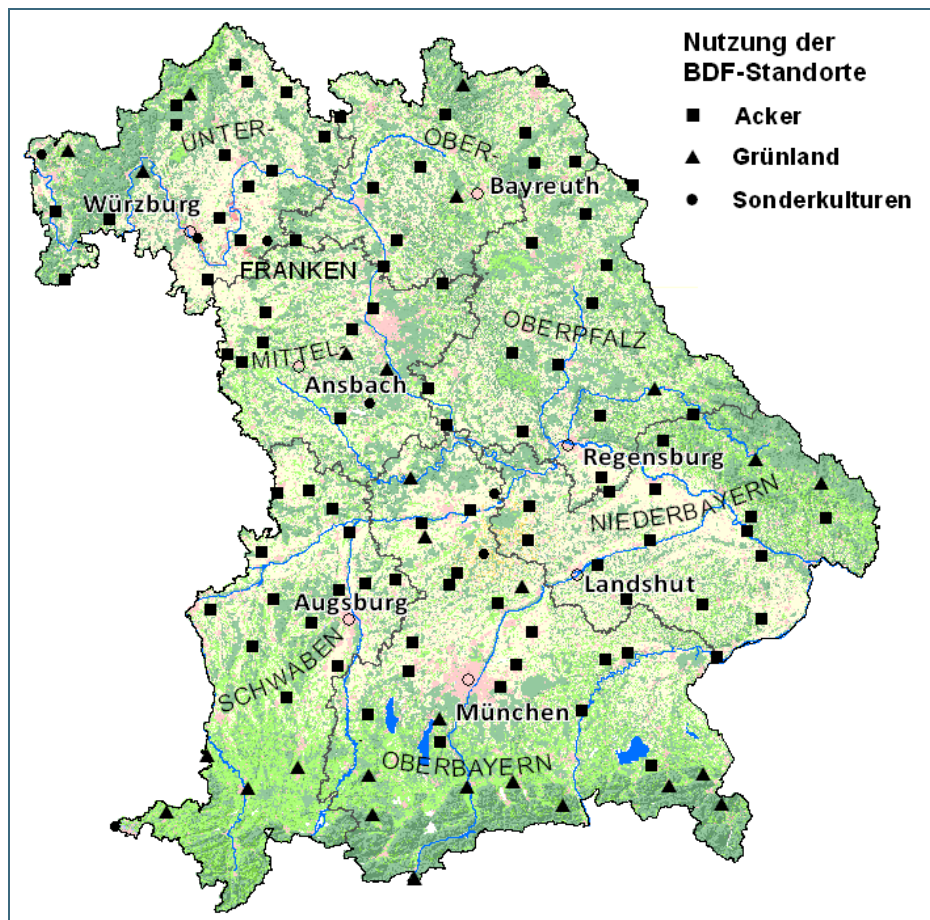 Nutzung der
BDF-Standorte
Acker
Grünland
Sonderkulturen
UNTER-
OBER-
Bayreuth
Würzburg
FRANKEN
OBERPFALZ
MITTEL-
Ansbach
Regensburg
NIEDERBAYERN
Landshut
Augsburg
SCHWABEN
München
OBERBAYERN